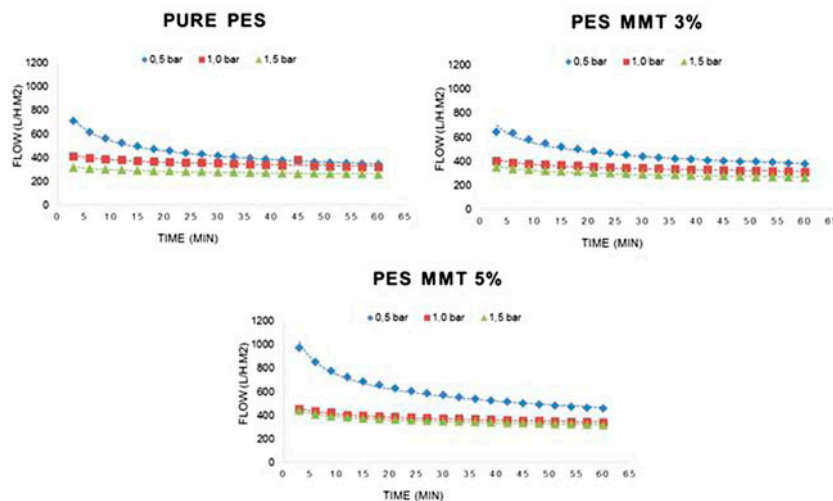 PURE PES
0,5 bar 1,0 bar 1,5 bar
FLOW (L/H.M2)
1200
1000
800
600
400
200
0
0 5 10 15 20 25 30 35 40 45 50 55 60 65
TIME (MIN)
PES MMT 3%
0,5 bar 1,0 bar 1,5 bar
FLOW (L/H.M2)
1200
1000
800
600
400
200
0
0 5 10 15 20 25 30 35 40 45 50 55 60 65
TIME (MIN)
PES MMT 5%
0,5 bar 1,0 bar 1,5 bar
FLOW (L/H.M2)
1200
1000
800
600
400
200
0
0 5 10 15 20 25 30 35 40 45 50 55 60 65
TIME (MIN)